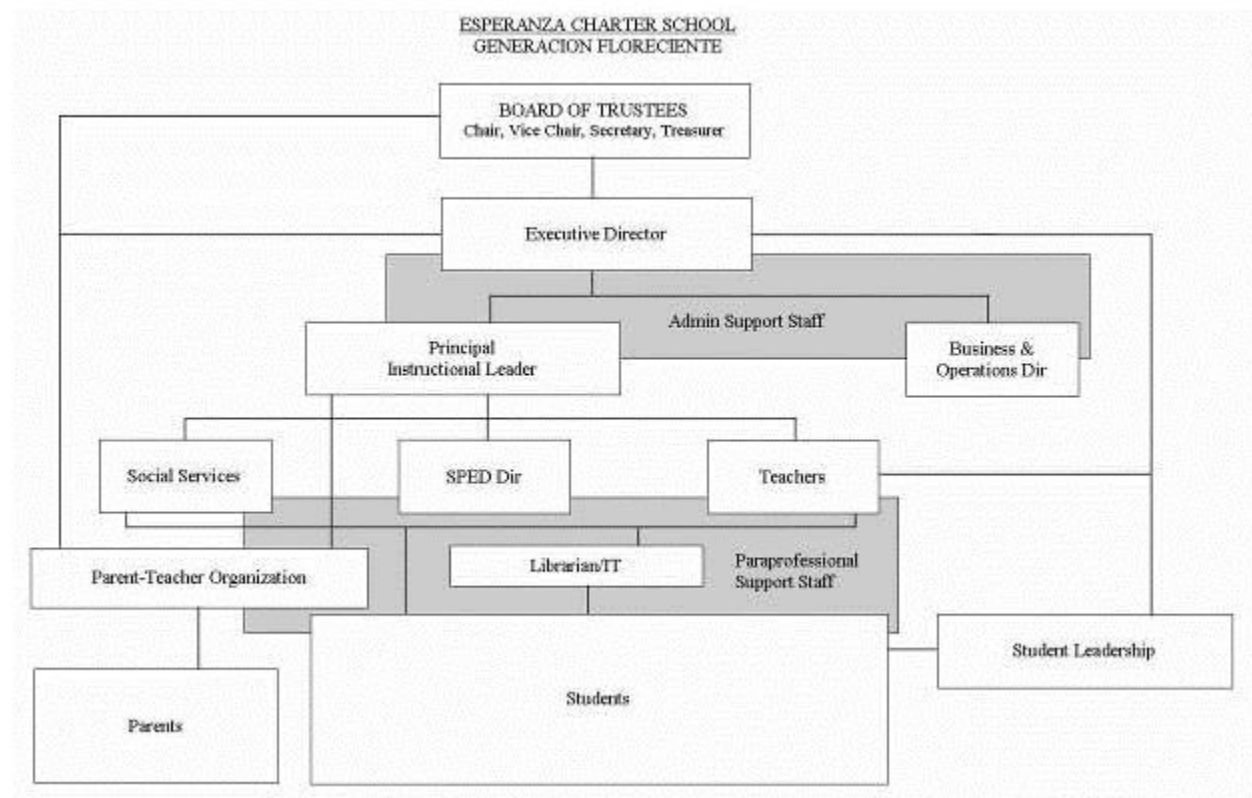 ESPERANZA CHARTER SCHOOL
GENERACION FLORECIENTE
BOARD OF TRUSTEES
Chair, Vice Chair, Secretary, Treasurer
Executive Director
Admin Support Staff
Principal
Instructional Leader
Business &
Operations Dir
Social Services
SPED Dir
Teachers
Librarian/IT
Paraprofessional
Support Staff
Parent-Teacher Organization
Student Leadership
Students
Parents